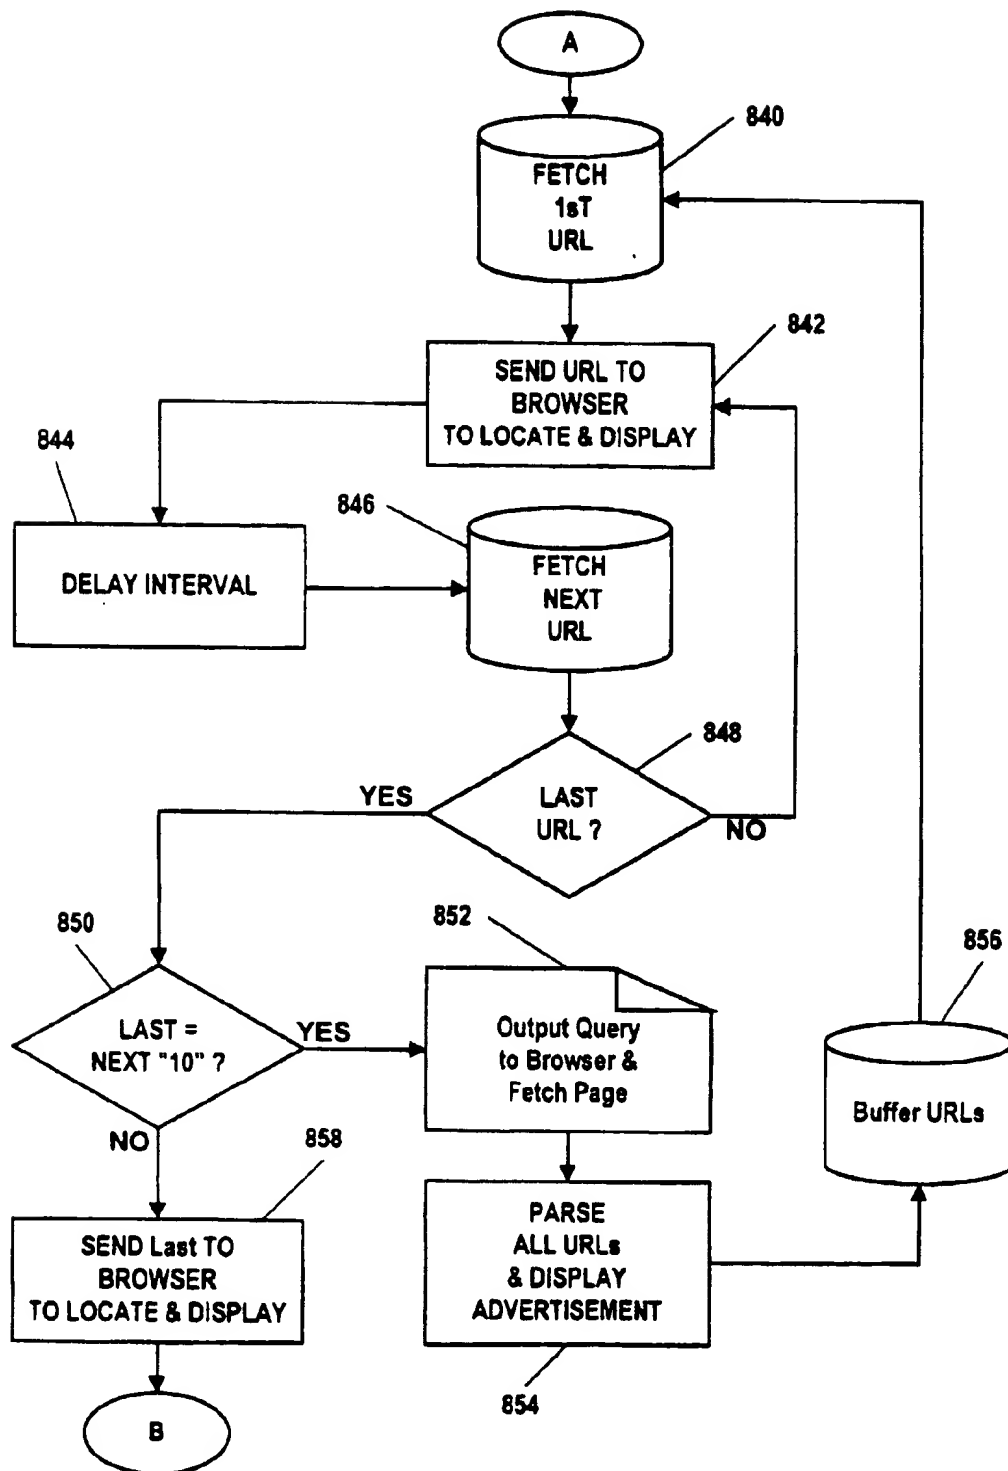 A
840
FETCH
1sT
URL
842
SEND URL TO
BROWSER
TO LOCATE & DISPLAY
844
DELAY INTERVAL
846
FETCH
NEXT
URL
848
LAST
URL ?
YES
NO
850
LAST =
NEXT "10" ?
YES
NO
852
Output Query
to Browser &
Fetch Page
856
Buffer URLs
858
SEND Last TO
BROWSER
TO LOCATE & DISPLAY
PARSE
ALL URLs
& DISPLAY
ADVERTISEMENT
854
B